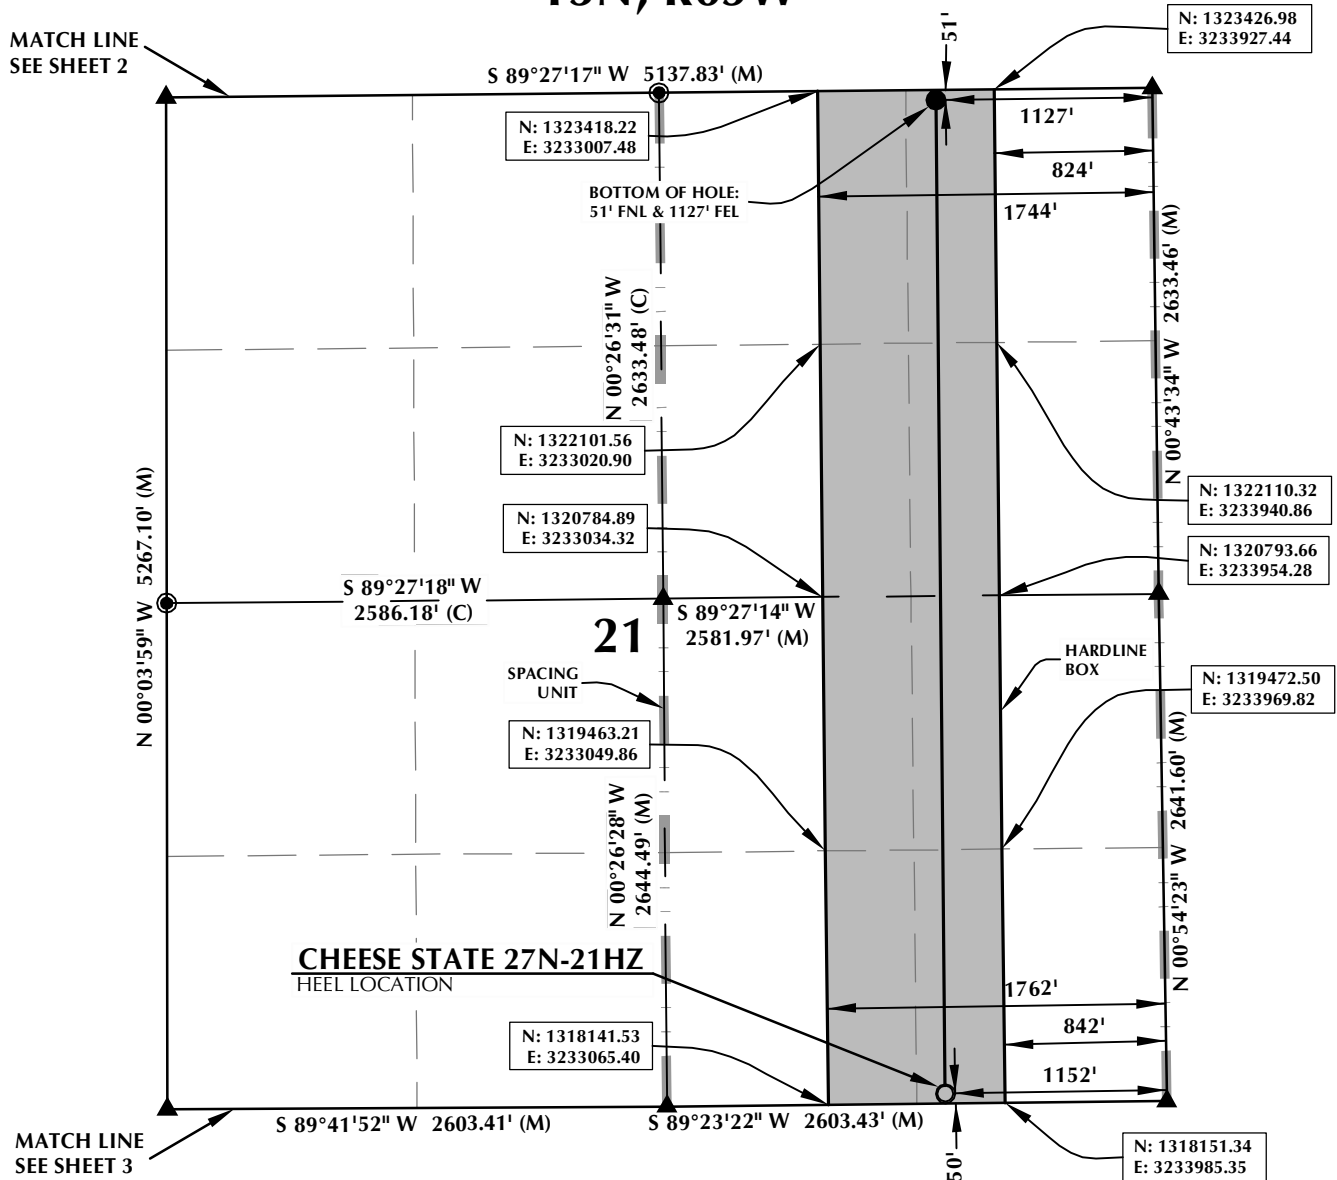 MATCH LINE
SEE SHEET 2
51'
N: 1323426.98
E: 3233927.44
S 89°27'17" W 5137.83' (M)
N: 1323418.22
E: 3233007.48
1127'
824'
BOTTOM OF HOLE:
51' FNL & 1127' FEL
1744'
N 00°26'31" W
2633.48' (C)
N 00°43'34" W 2633.46' (M)
N: 1322101.56
E: 3233020.90
N: 1322110.32
E: 3233940.86
N: 1320784.89
E: 3233034.32
N: 1320793.66
E: 3233954.28
N 00°03'59" W 5267.10' (M)
S 89°27'18" W
2586.18' (C)
S 89°27'14" W
2581.97' (M)
21
SPACING
UNIT
HARDLINE
BOX
N: 1319472.50
E: 3233969.82
N: 1319463.21
E: 3233049.86
N 00°26'28" W
2644.49' (M)
N 00°54'23" W 2641.60' (M)
CHEESE STATE 27N-21HZ
HEEL LOCATION
1762'
842'
N: 1318141.53
E: 3233065.40
1152'
S 89°41'52" W 2603.41' (M)
S 89°23'22" W 2603.43' (M)
50'
MATCH LINE
SEE SHEET 3
N: 1318151.34
E: 3233985.35